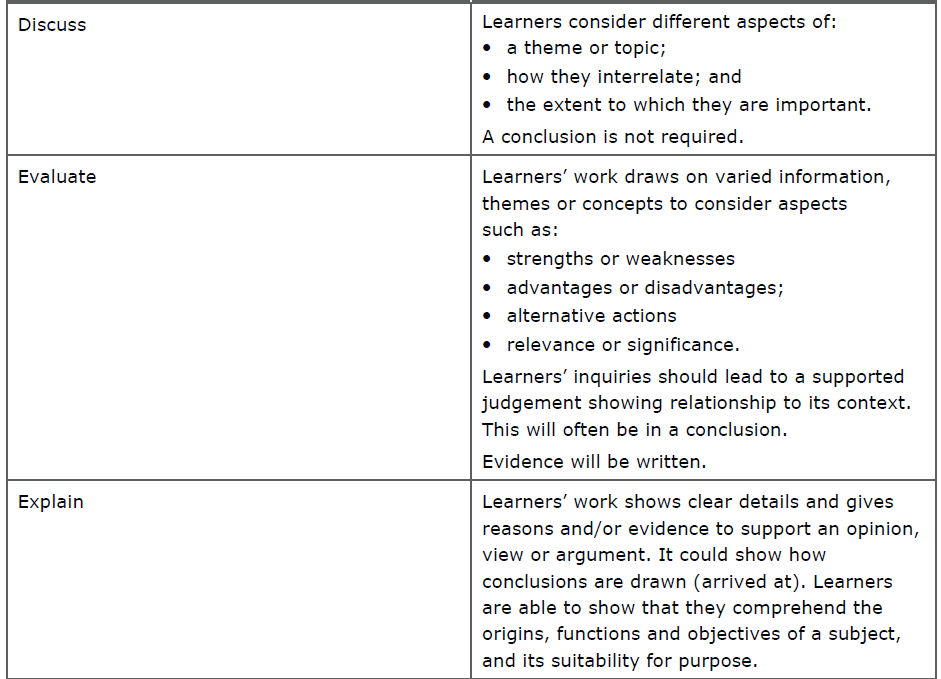 Discuss
Learners consider different aspects of:
• a theme or topic;
• how they interrelate; and
• the extent to which they are important.
A conclusion is not required.
Evaluate
Learners’ work draws on varied information,
themes or concepts to consider aspects
such as:
• strengths or weaknesses
• advantages or disadvantages;
• alternative actions
• relevance or significance.
Learners’ inquiries should lead to a supported
judgement showing relationship to its context.
This will often be in a conclusion.
Evidence will be written.
Explain
Learners’ work shows clear details and gives
reasons and/or evidence to support an opinion,
view or argument. It could show how
conclusions are drawn (arrived at). Learners
are able to show that they comprehend the
origins, functions and objectives of a subject,
and its suitability for purpose.